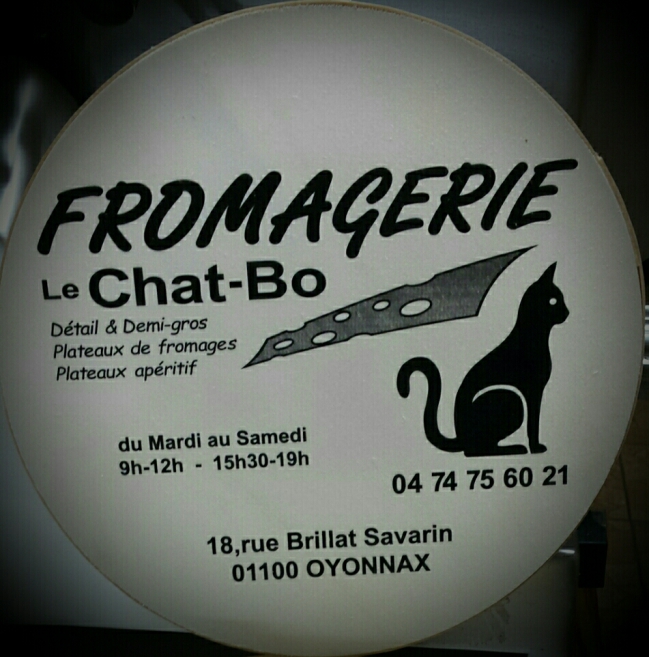 FROMAGERIE
Le Chat-Bo
Détail & Demi-gros
Plateaux de fromages
Plateaux apéritif
du Mardi au Samedi
9h-12h - 15h30-19h
04 74 75 60 21
18,rue Brillat Savarin
01100 OYONNAX